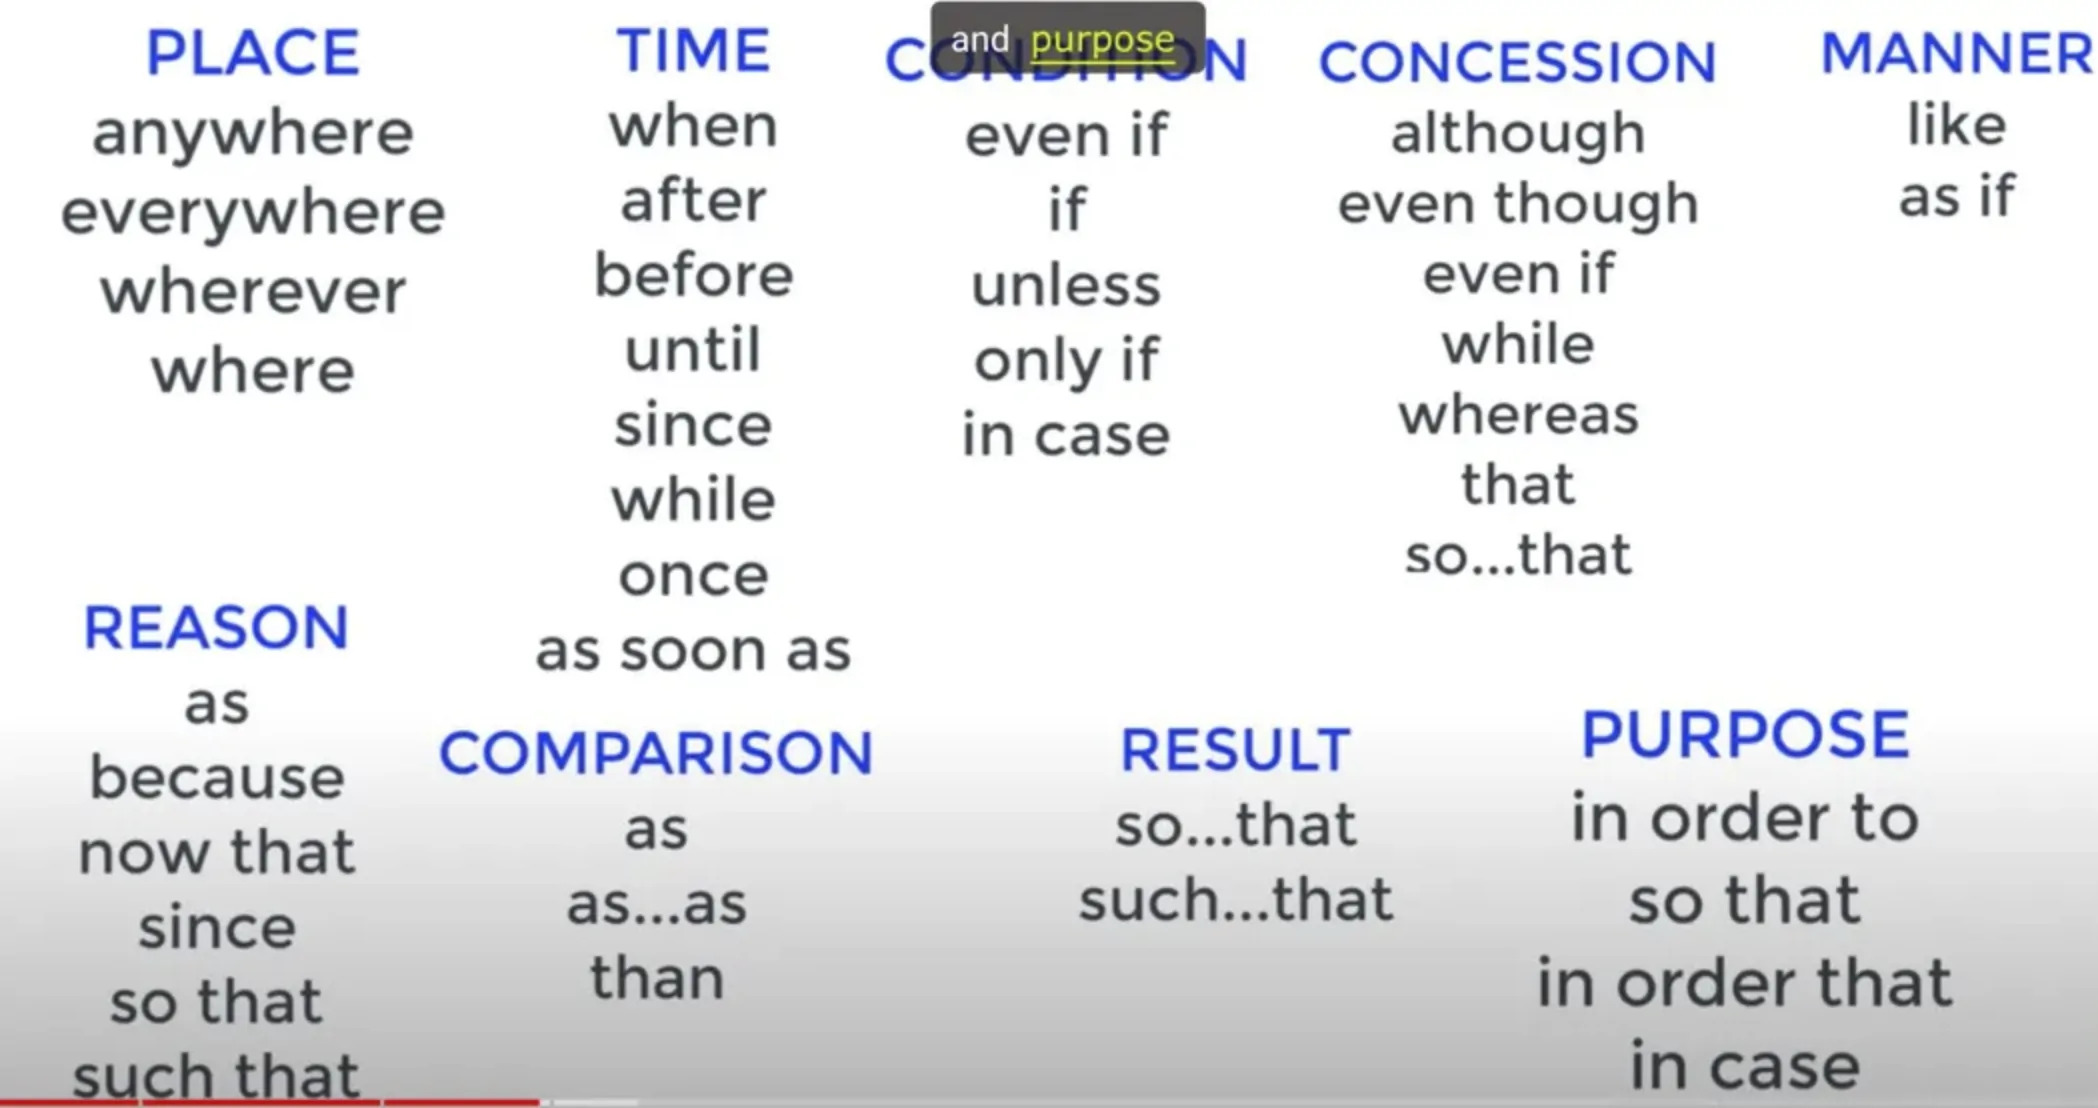 and purpose
PLACE
anywhere
everywhere
wherever
where
TIME
when
after
before
until
since
while
once
as soon as
CONDITION
even if
if
unless
only if
in case
CONCESSION
although
even though
even if
while
whereas
that
so...that
MANNER
like
as if
REASON
as
because
now that
since
so that
such that
COMPARISON
as
as...as
than
RESULT
so...that
such...that
PURPOSE
in order to
so that
in order that
in case